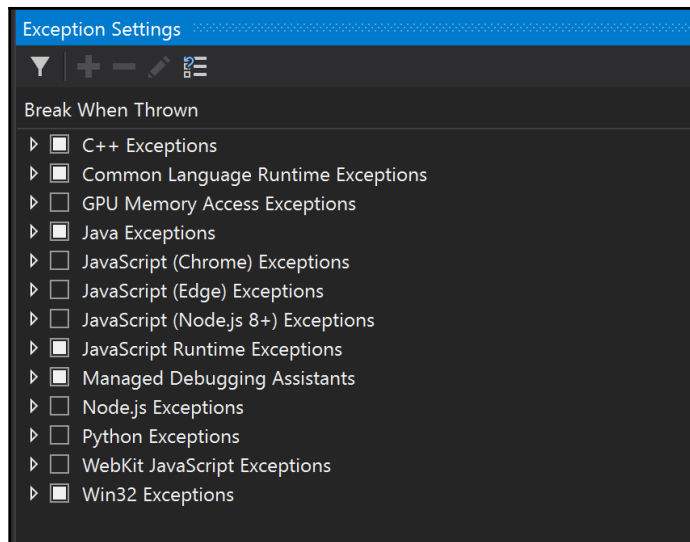 Exception Settings
Break When Thrown
C++ Exceptions
Common Language Runtime Exceptions
GPU Memory Access Exceptions
Java Exceptions
JavaScript (Chrome) Exceptions
JavaScript (Edge) Exceptions
JavaScript (Node.js 8+) Exceptions
JavaScript Runtime Exceptions
Managed Debugging Assistants
Node.js Exceptions
Python Exceptions
WebKit JavaScript Exceptions
Win32 Exceptions